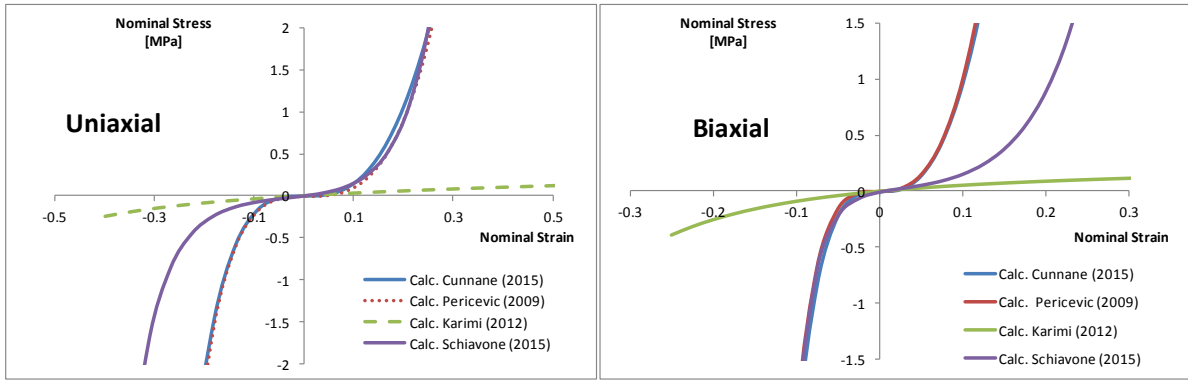 Nominal Stress
[MPa]
Uniaxial
2
1.5
1
0.5
0
-0.5
-1
-1.5
-2
-0.5
-0.3
-0.1
0.1
0.3
0.5
Nominal Strain
Calc. Cunnane (2015)
Calc. Pericevic (2009)
Calc. Karimi (2012)
Calc. Schiavone (2015)
Nominal Stress
[MPa]
Biaxial
1.5
1
0.5
0
-0.5
-1
-1.5
-0.3
-0.2
-0.1
0
0.1
0.2
0.3
Nominal Strain
Calc. Cunnane (2015)
Calc. Pericevic (2009)
Calc. Karimi (2012)
Calc. Schiavone (2015)